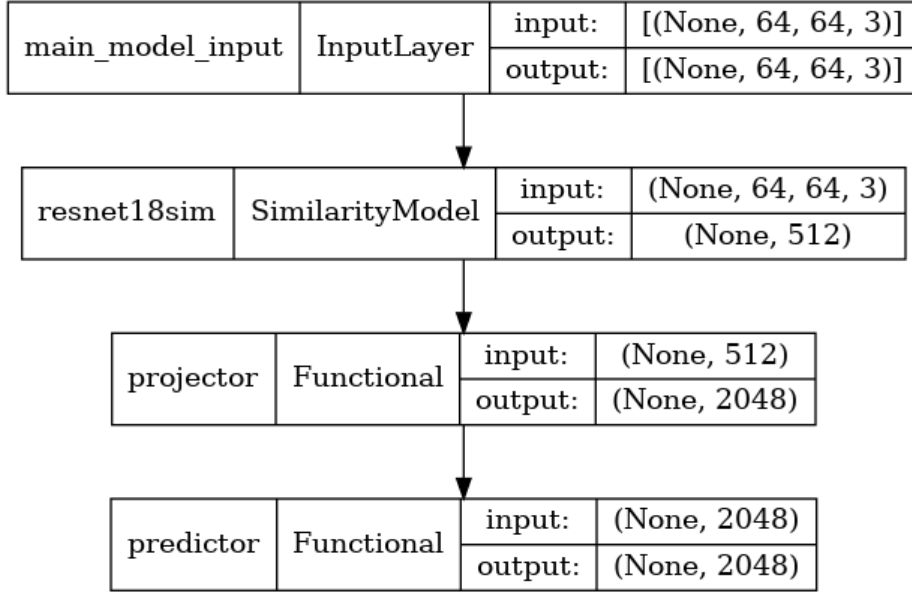 main_model_input InputLayer input: [(None, 64, 64, 3)]
output: [(None, 64, 64, 3)]
resnet18sim SimilarityModel input: (None, 64, 64, 3)
output: (None, 512)
projector Functional input: (None, 512)
output: (None, 2048)
predictor Functional input: (None, 2048)
output: (None, 2048)